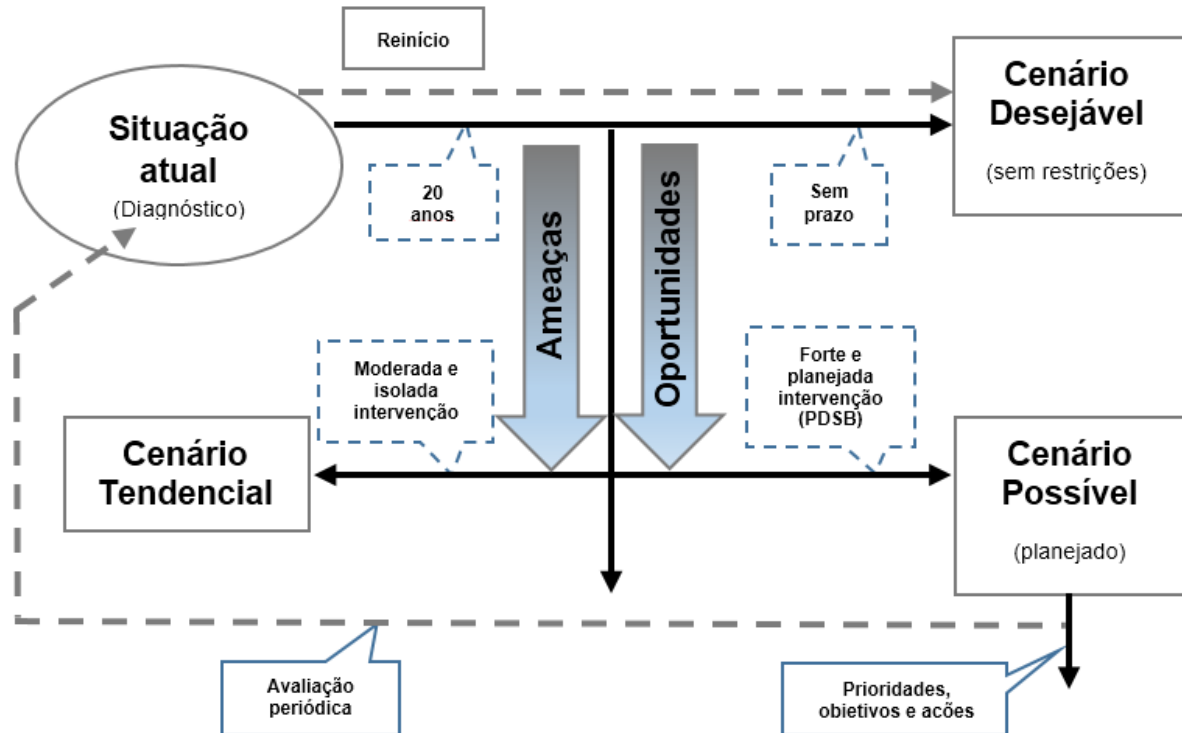 Reinício
Cenário
Desejável
(sem restrições)
Situação
atual
(Diagnóstico)
20
anos
Sem
prazo
Ameaças
Oportunidades
Moderada e
isolada
intervenção
Forte e
planejada
intervenção
(PDSB)
Cenário
Tendencial
Cenário
Possível
(planejado)
Avaliação
periódica
Prioridades,
objetivos e acões